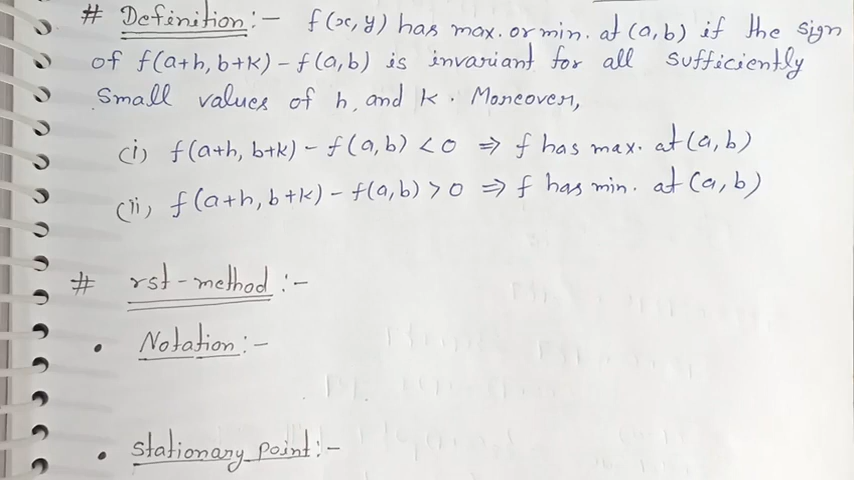 # Definition:- f(x,y) has max. or min. at (a,b) if the sign
of f(a+h, b+k) - f(a,b) is invariant for all sufficiently
small values of h, and k. Moreover,
(i) f(a+h, b+k) - f(a,b) < 0 ⇒ f has max. at (a,b)
(ii) f(a+h, b+k) - f(a,b) > 0 ⇒ f has min. at (a,b)
# rst-method:-
• Notation:-
• Stationary point:-